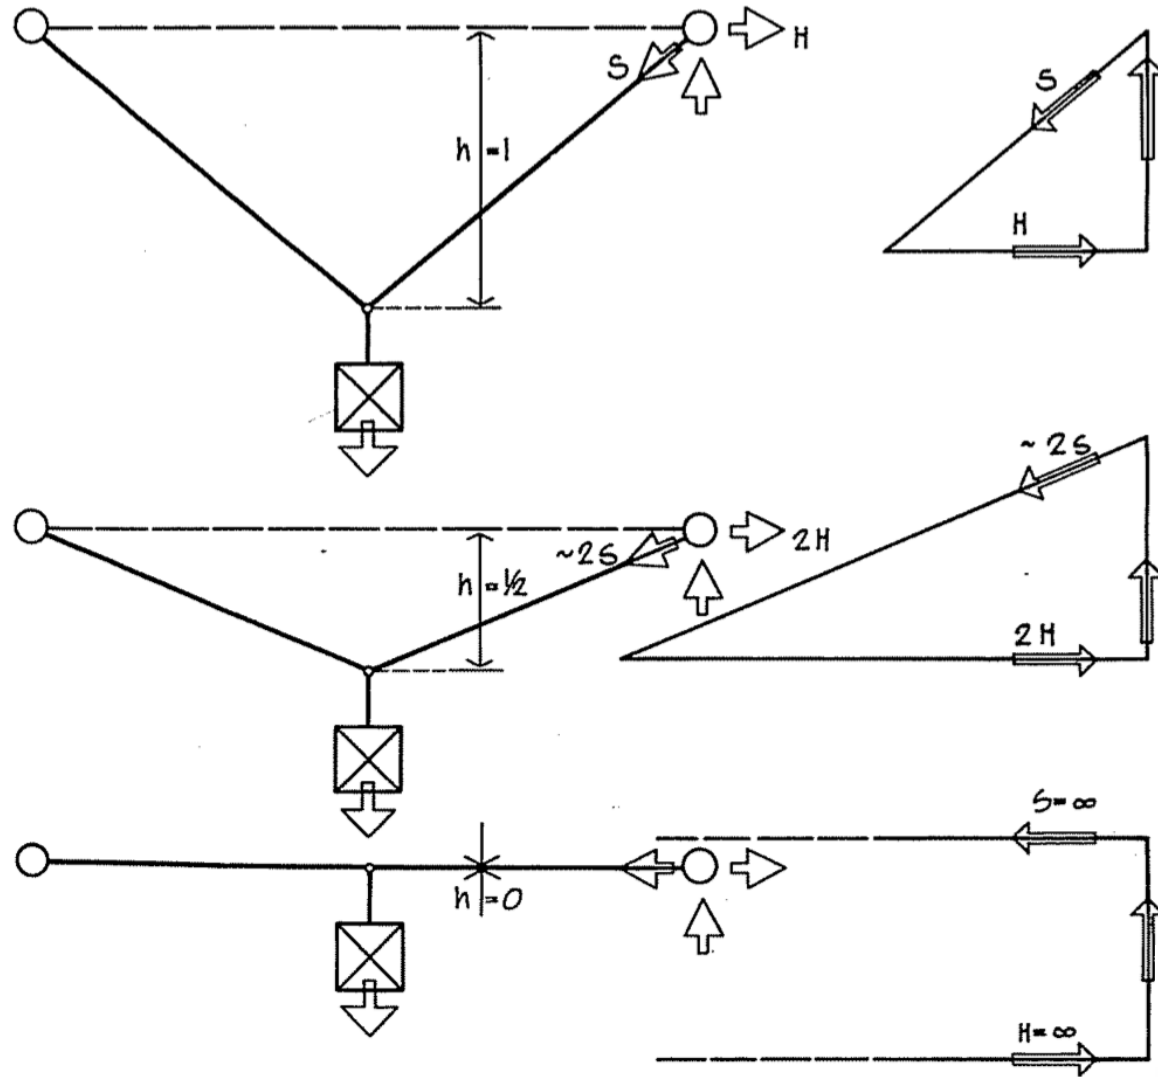 H
S
h = 1
S
H
~ 2S
~2S
2H
h = ½
2H
S = ∞
h = 0
H = ∞